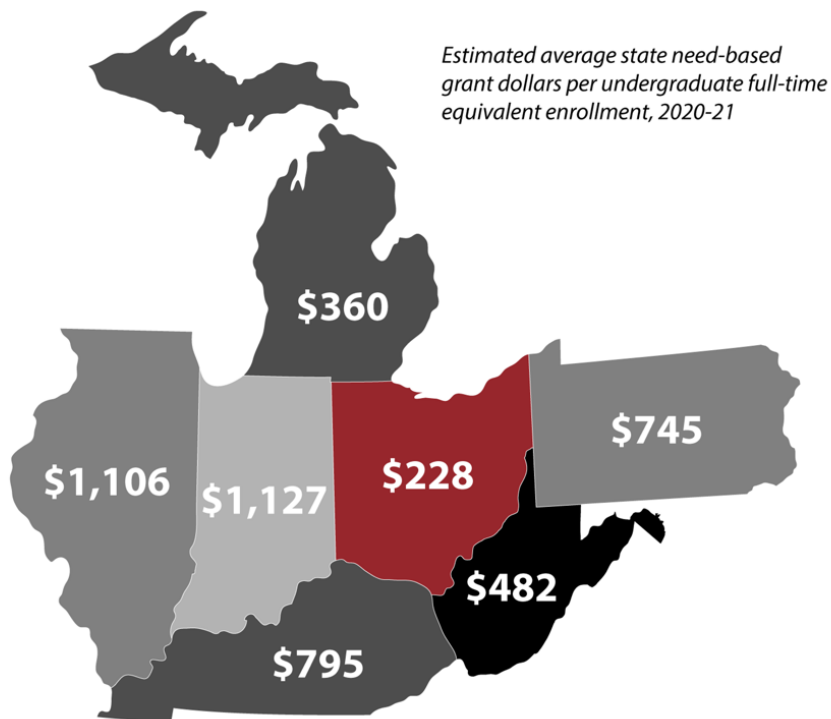 Estimated average state need-based
grant dollars per undergraduate full-time
equivalent enrollment, 2020-21
$360
$745
$1,106
$1,127
$228
$482
$795